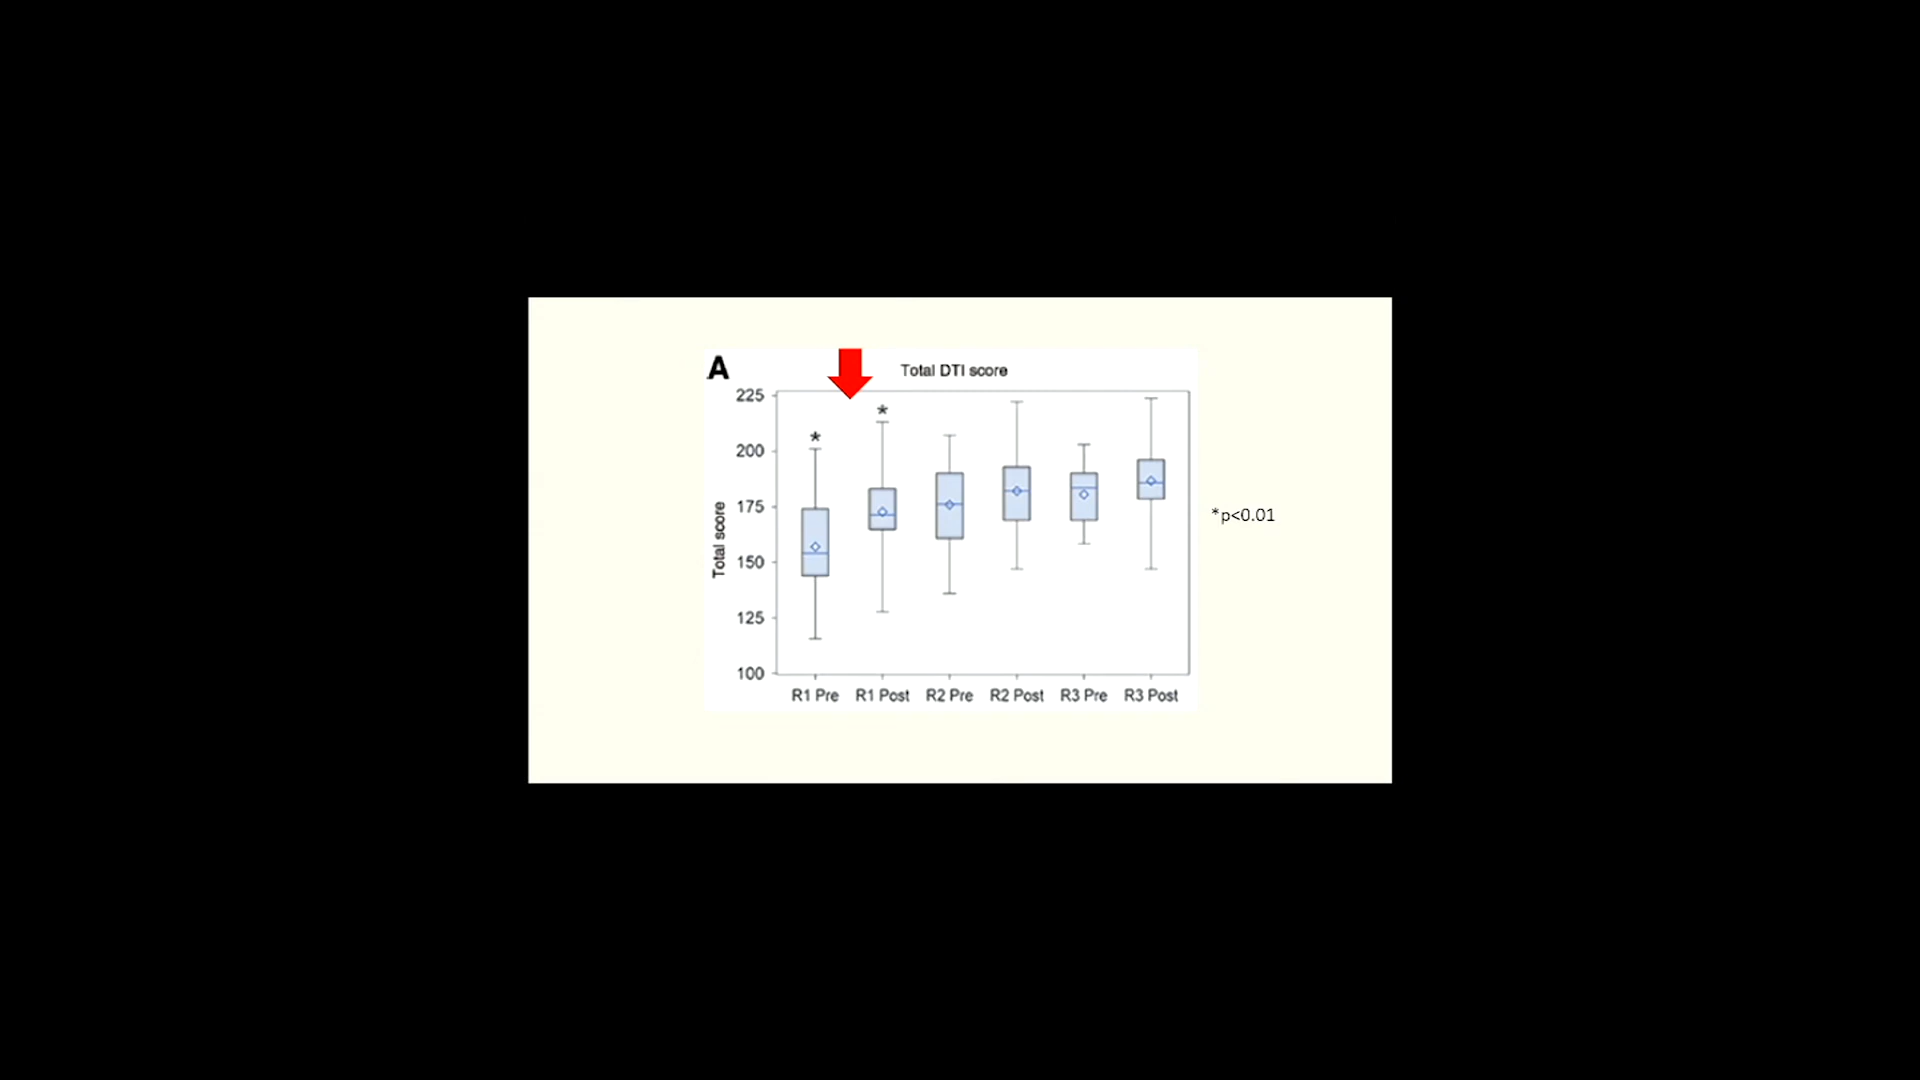 A
Total DTI score
225
200
175
150
125
100
Total score
*
*
*p<0.01
R1 Pre R1 Post R2 Pre R2 Post R3 Pre R3 Post